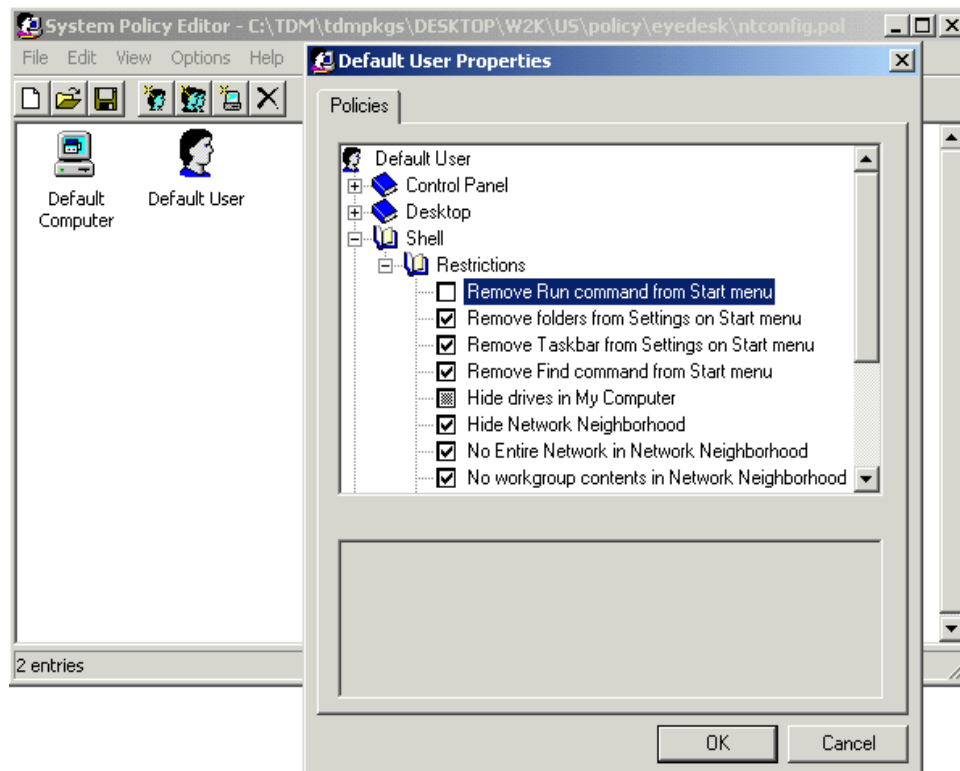 System Policy Editor - C:\TDM\tdmpkgs\DESKTOP\W2K\US\policy\eyedesk\ntconfig.pol
File Edit View Options Help
Default User Properties
Policies
Default Computer
Default User
Default User
Control Panel
Desktop
Shell
Restrictions
Remove Run command from Start menu
Remove folders from Settings on Start menu
Remove Taskbar from Settings on Start menu
Remove Find command from Start menu
Hide drives in My Computer
Hide Network Neighborhood
No Entire Network in Network Neighborhood
No workgroup contents in Network Neighborhood
2 entries
OK Cancel